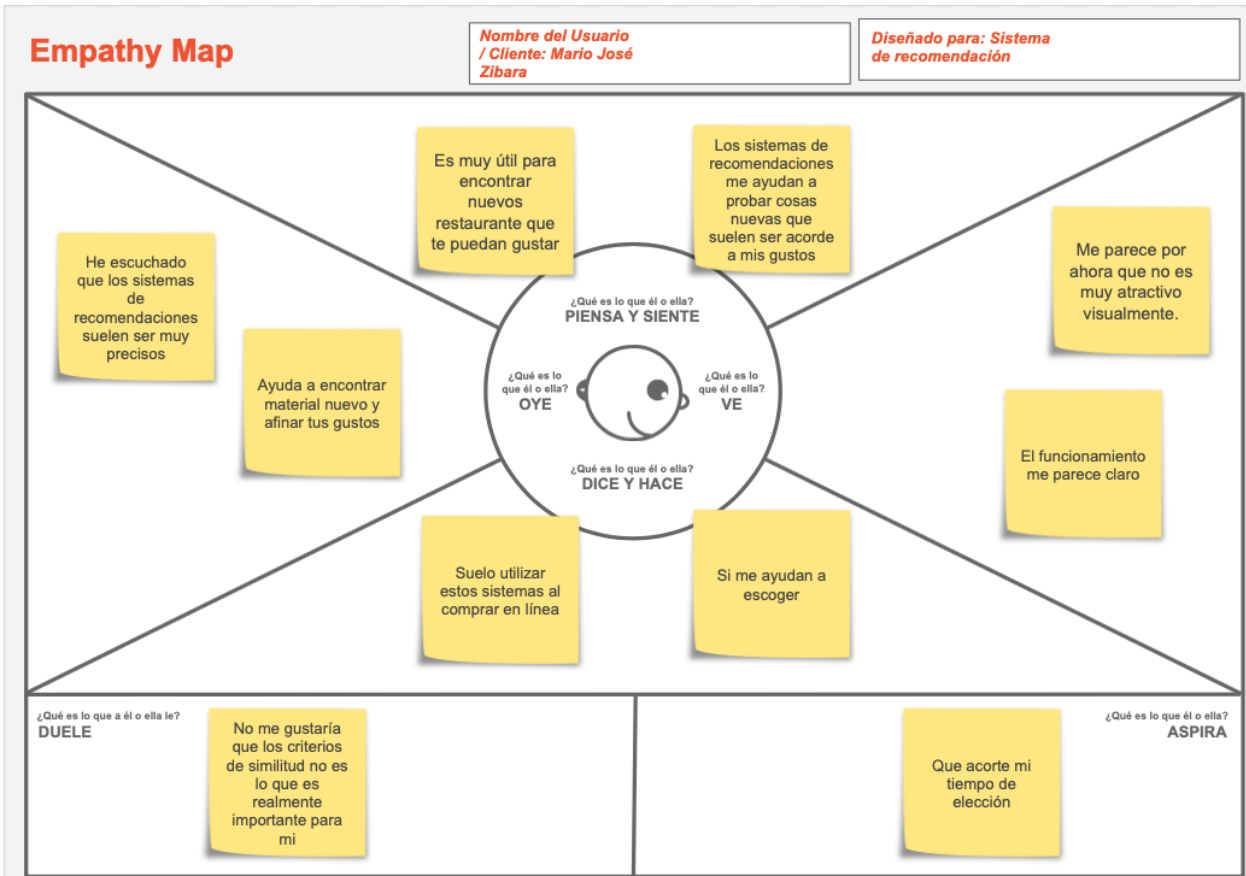 Empathy Map
Nombre del Usuario
/ Cliente: Mario José
Zibara
Diseñado para: Sistema
de recomendación
Es muy útil para
encontrar
nuevos
restaurante que
te puedan gustar
Los sistemas de
recomendaciones
me ayudan a
probar cosas
nuevas que
suelen ser acorde
a mis gustos
He escuchado
que los sistemas
de
recomendaciones
suelen ser muy
precisos
Ayuda a encontrar
material nuevo y
afinar tus gustos
Me parece por
ahora que no es
muy atractivo
visualmente.
El funcionamiento
me parece claro
¿Qué es lo que él o ella?
PIENSA Y SIENTE
¿Qué es lo
que él o ella?
OYE
¿Qué es lo
que él o ella?
VE
¿Qué es lo que él o ella?
DICE Y HACE
Suelo utilizar
estos sistemas al
comprar en línea
Si me ayudan a
escoger
¿Qué es lo que a él o ella le?
DUELE
No me gustaría
que los criterios
de similitud no es
lo que es
realmente
importante para
mi
¿Qué es lo que él o ella?
ASPIRA
Que acorte mi
tiempo de
elección